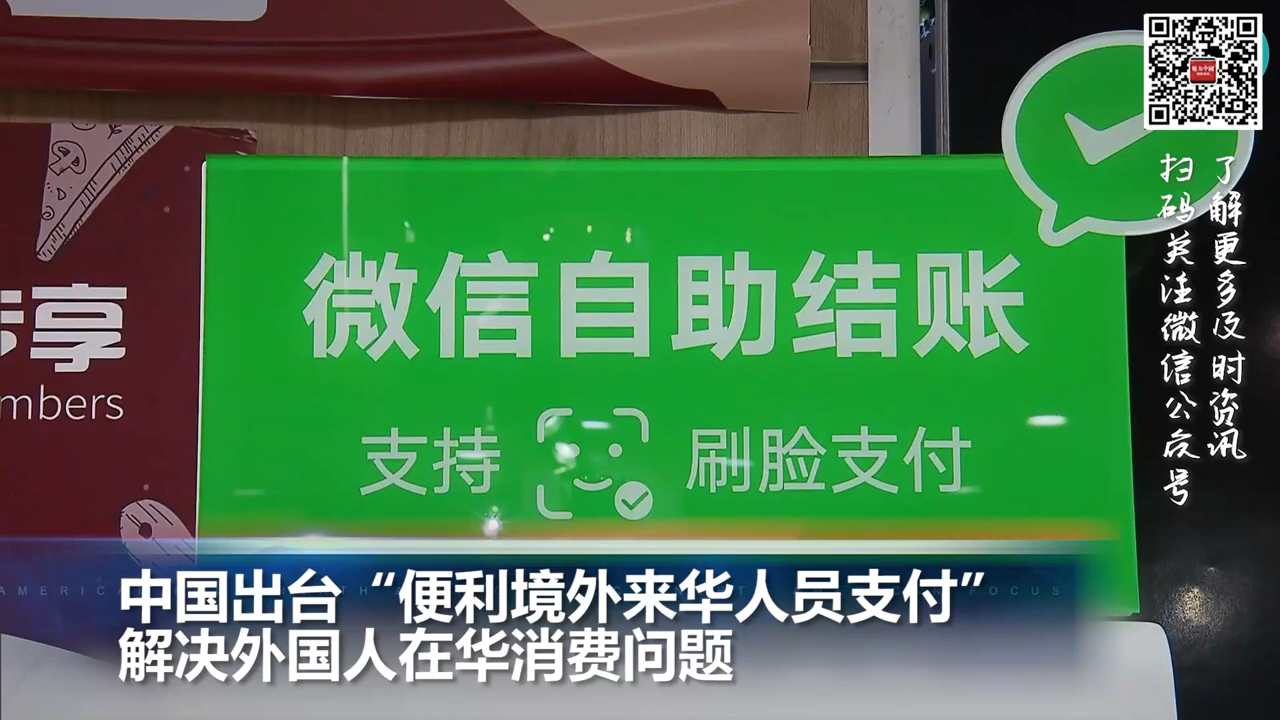 微信自助结账
支持 刷脸支付
享
mbers
了解更多及时资讯
扫码关注微信公众号
中国出台“便利境外来华人员支付”
解决外国人在华消费问题
AMERICA
FOCUS